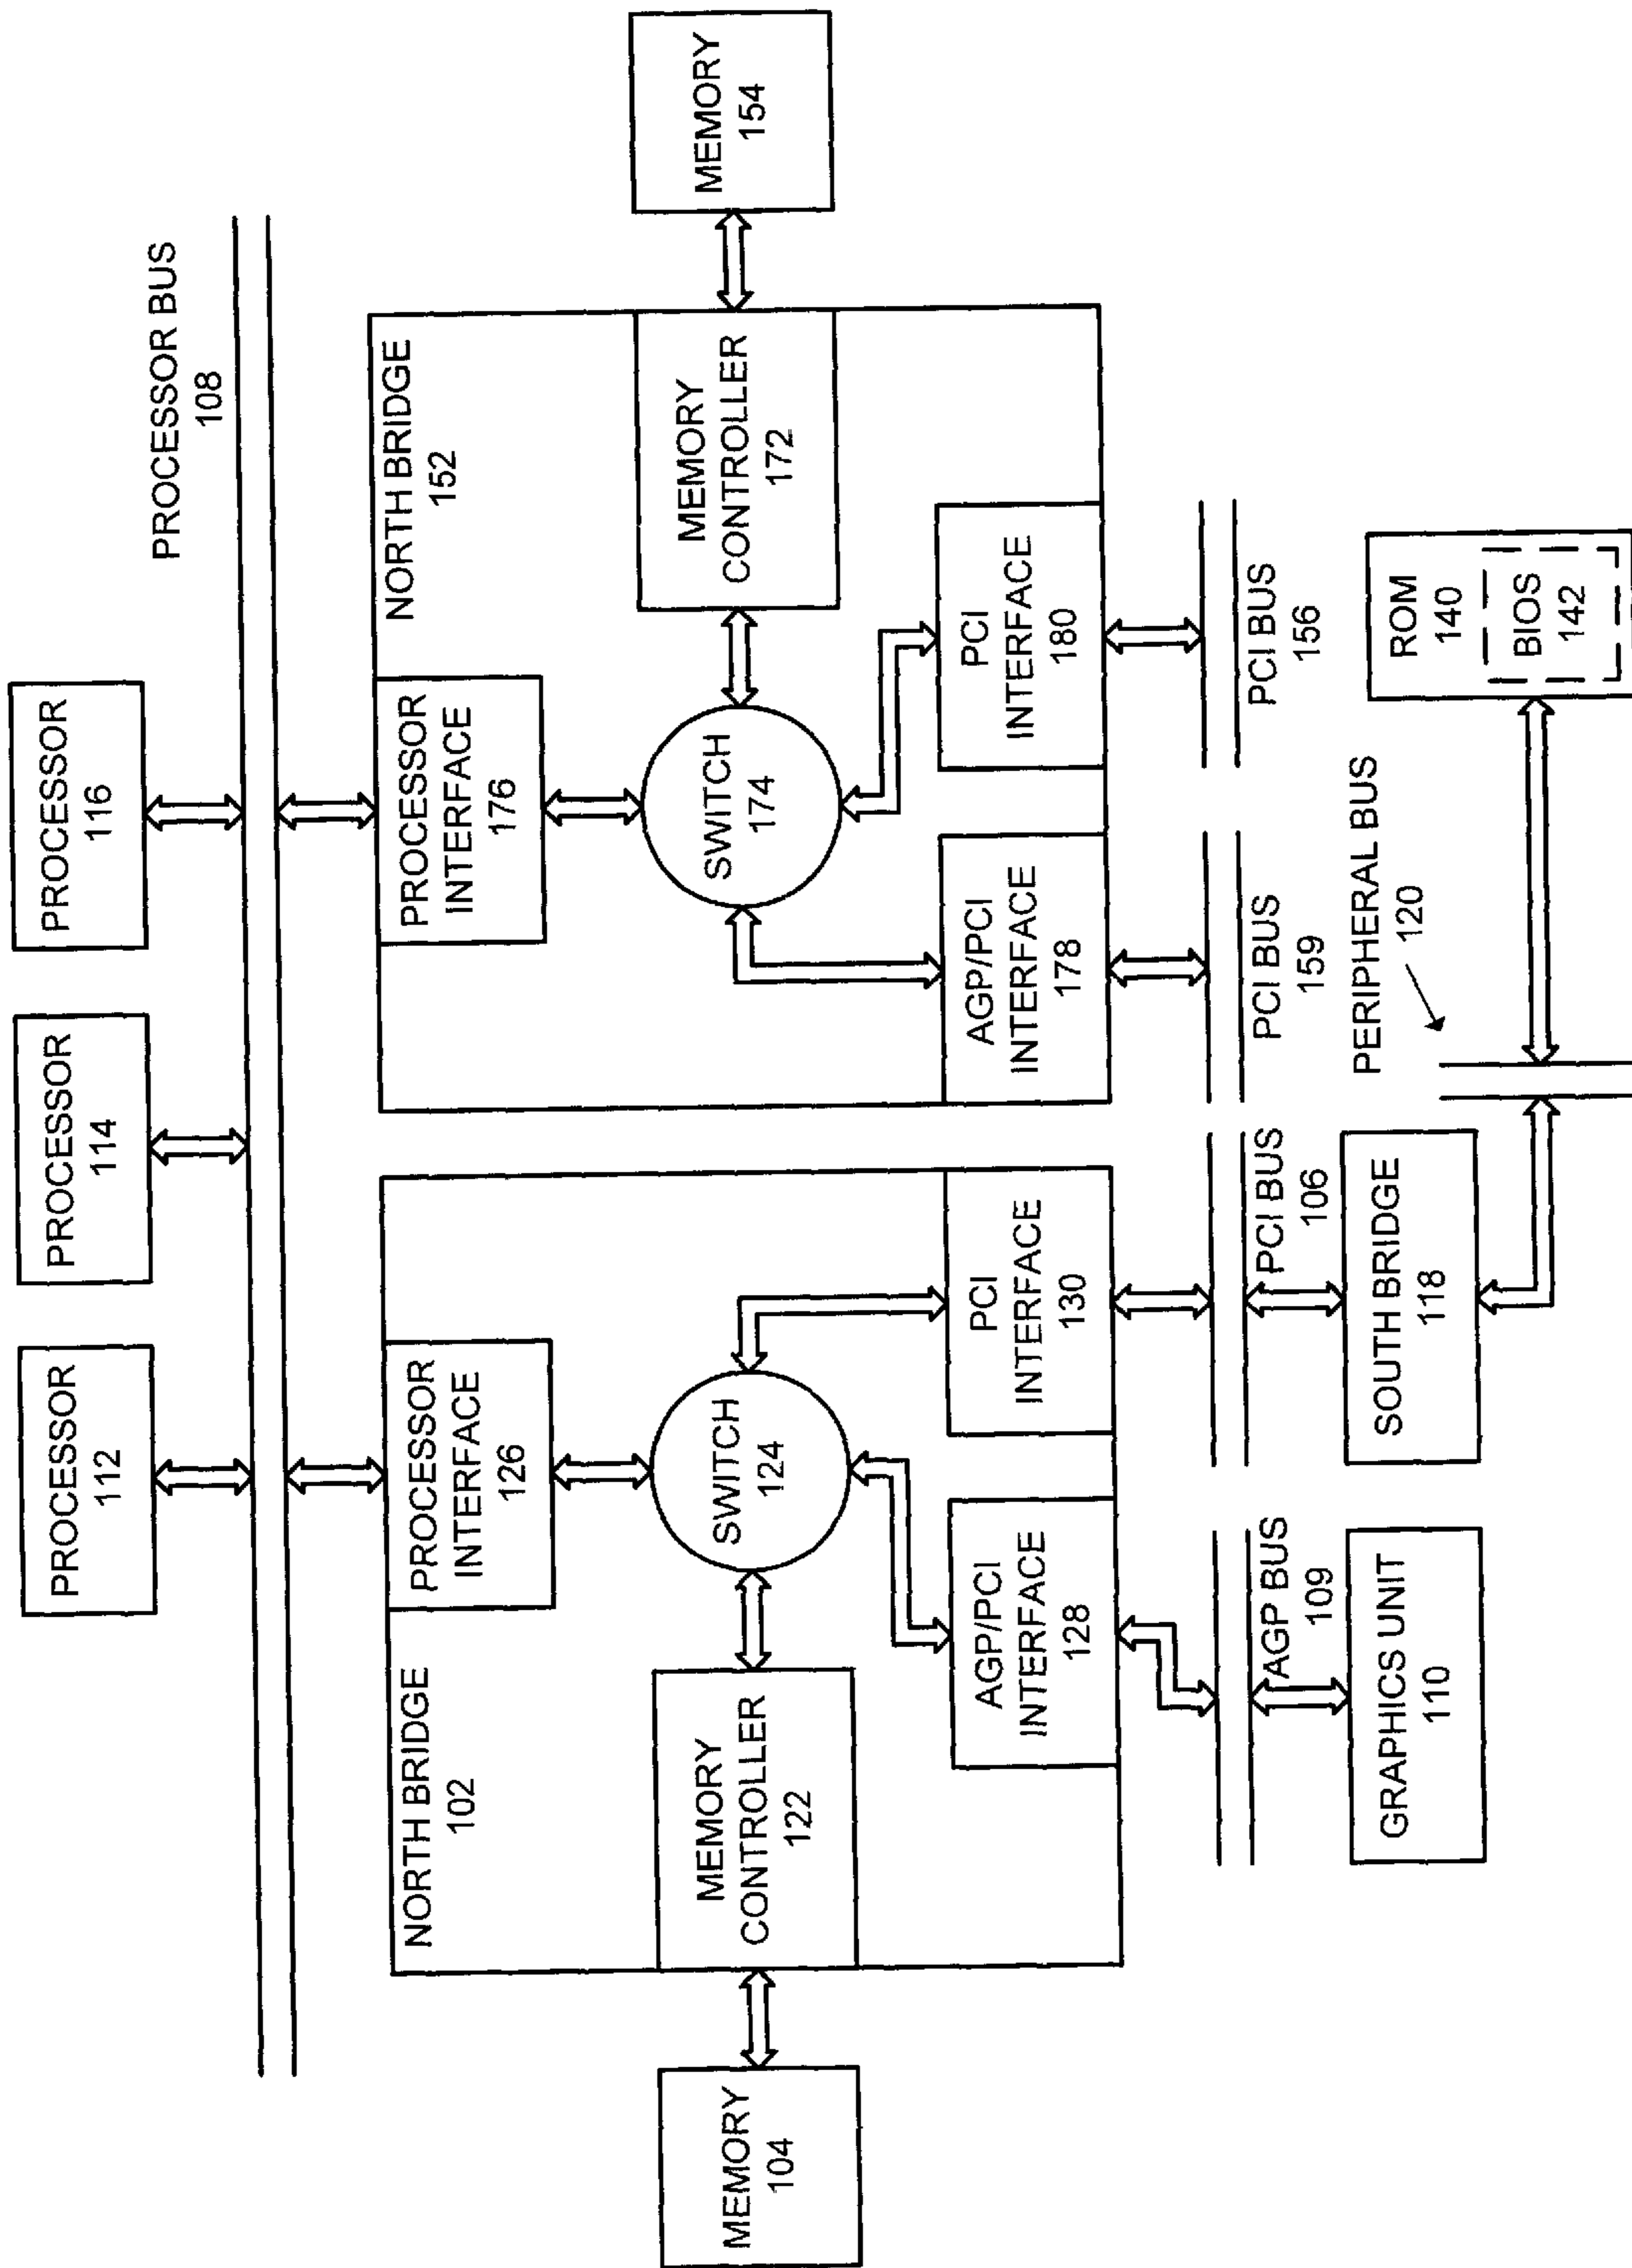 PROCESSOR
112
PROCESSOR
114
PROCESSOR
116
PROCESSOR BUS
108
NORTH BRIDGE
102
PROCESSOR
INTERFACE
126
MEMORY
104
MEMORY
CONTROLLER
122
SWITCH
124
AGP/PCI
INTERFACE
128
PCI
INTERFACE
130
NORTH BRIDGE
152
PROCESSOR
INTERFACE
176
SWITCH
174
MEMORY
CONTROLLER
172
MEMORY
154
AGP/PCI
INTERFACE
178
PCI
INTERFACE
180
AGP BUS
109
PCI BUS
106
PCI BUS
159
PCI BUS
156
GRAPHICS UNIT
110
SOUTH BRIDGE
118
PERIPHERAL BUS
120
ROM
140
BIOS
142